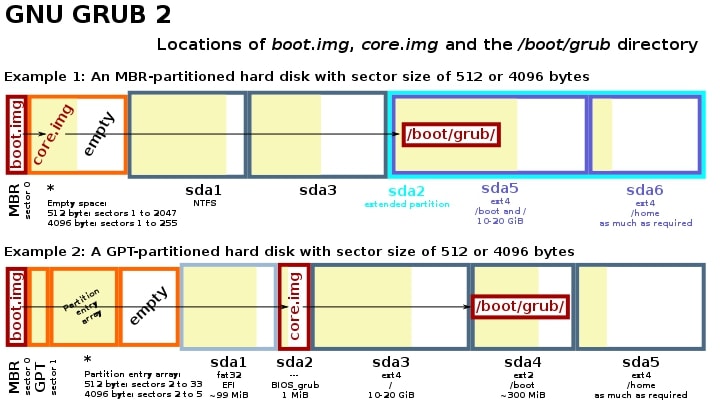 GNU GRUB 2
Locations of boot.img, core.img and the /boot/grub directory
Example 1: An MBR-partitioned hard disk with sector size of 512 or 4096 bytes
boot.img
core.img
empty
/boot/grub/
MBR
sector 0
*
Empty space:
512 byte: sectors 1 to 2047
4096 byte: sectors 1 to 255
sda1
NTFS
sda3
sda2
extended partition
sda5
ext4
/boot and /
10-20 GiB
sda6
ext4
/home
as much as required
Example 2: A GPT-partitioned hard disk with sector size of 512 or 4096 bytes
boot.img
Partition
entry
array
empty
core.img
/boot/grub/
MBR
sector 0
GPT
sector 1
*
Partition entry array:
512 byte: sectors 2 to 33
4096 byte: sectors 2 to 5
sda1
fat32
EFI
~99 MiB
sda2
---
BIOS_grub
1 MiB
sda3
ext4
/
10-20 GiB
sda4
ext2
/boot
~300 MiB
sda5
ext4
/home
as much as required